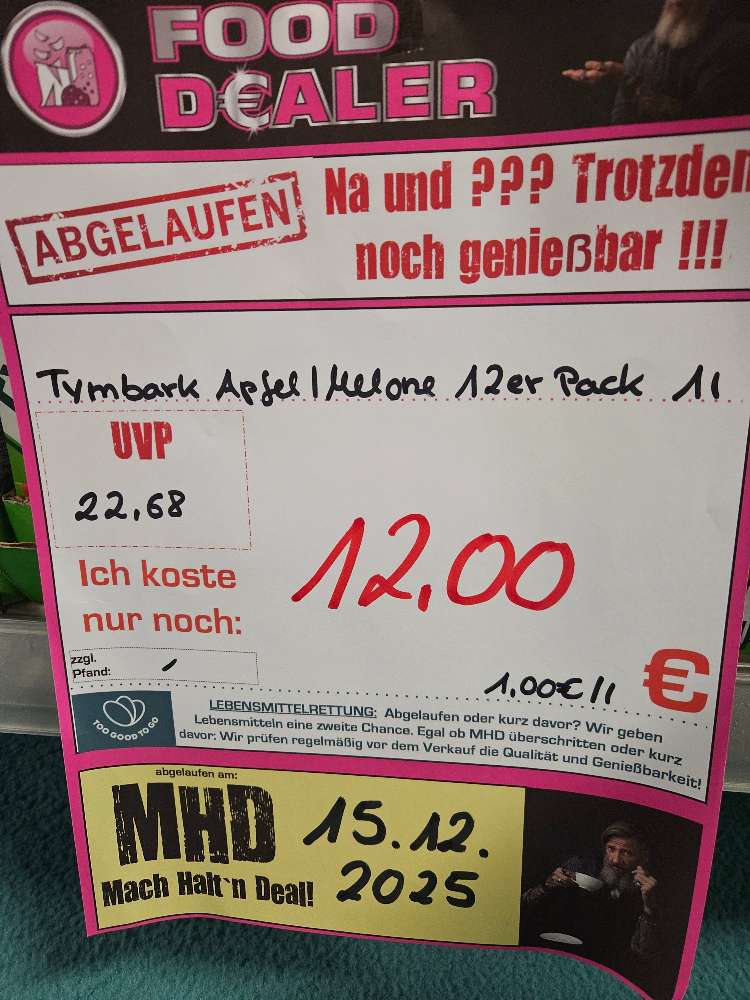 FOOD
D€ALER
ABGELAUFEN
Na und ??? Trotzdem
noch genießbar !!!
Tymbark Apfel/Melone 12er Pack 1l
UVP
22,68
Ich koste
nur noch:
12,00
€
zzgl.
Pfand: /
1,00€/l
TOO GOOD TO GO
LEBENSMITTELRETTUNG: Abgelaufen oder kurz davor? Wir geben
Lebensmitteln eine zweite Chance. Egal ob MHD überschritten oder kurz
davor: Wir prüfen regelmäßig vor dem Verkauf die Qualität und Genießbarkeit!
abgelaufen am:
MHD
Mach Halt`n Deal!
15.12.
2025